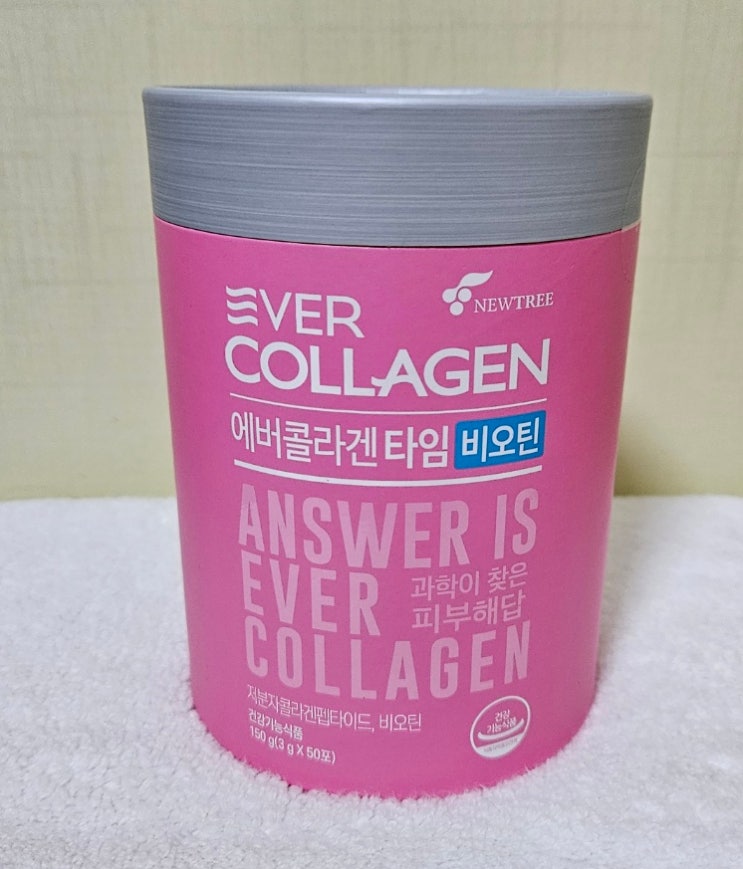 EVER
NEWTREE
COLLAGEN
에버콜라겐 타임 비오틴
ANSWER IS
EVER
과학이 찾은
피부해답
COLLAGEN
저분자콜라겐펩타이드, 비오틴
건강기능식품
150 g(3 g X 50포)
건강
기능식품